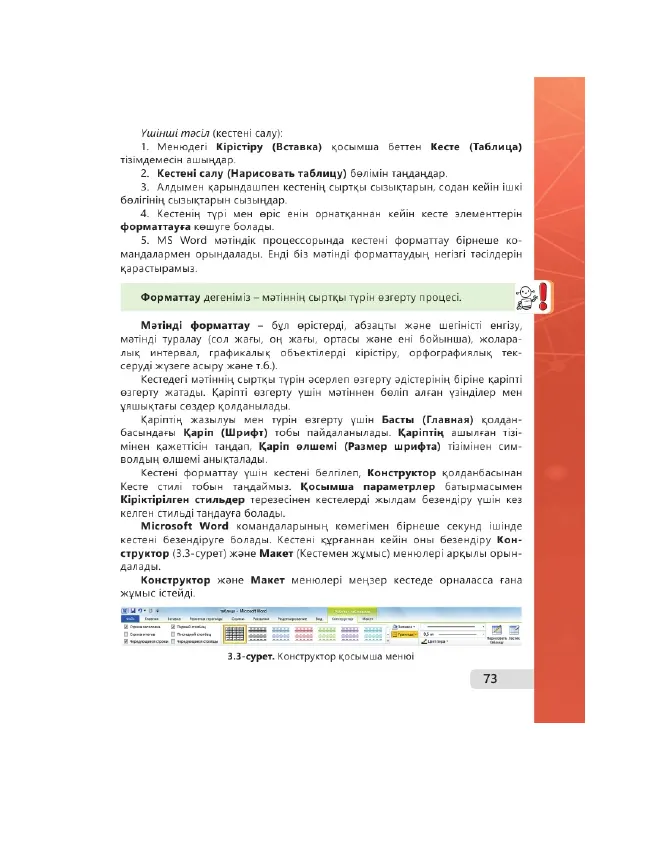 Үшінші тәсіл (кестені салу):
1. Менюдегі Кірістіру (Вставка) қосымша беттен Кесте (Таблица)
тізімдемесін ашыңдар.
2. Кестені салу (Нарисовать таблицу) бөлімін таңдаңдар.
3. Алдымен қарындашпен кестенің сыртқы сызықтарын, содан кейін ішкі
бөлігінің сызықтарын сызыңдар.
4. Кестенің түрі мен өріс енін орнатқаннан кейін кесте элементтерін
форматтауға көшуге болады.
5. MS Word мәтіндік процессорында кестені форматтау бірнеше ко-
мандалармен орындалады. Енді біз мәтінді форматтаудың негізгі тәсілдерін
қарастырамыз.
Форматтау дегеніміз – мәтіннің сыртқы түрін өзгерту процесі.
Мәтінді форматтау – бұл өрістерді, абзацты және шегіністі енгізу,
мәтінді туралау (сол жағы, оң жағы, ортасы және ені бойынша), жолара-
лық интервал, графикалық объектілерді кірістіру, орфографиялық тек-
серуді жүзеге асыру және т.б.).
Кестедегі мәтіннің сыртқы түрін әсерлеп өзгерту әдістерінің біріне қаріпті
өзгерту жатады. Қаріпті өзгерту үшін мәтіннен бөліп алған үзінділер мен
ұяшықтағы сөздер қолданылады.
Қаріптің жазылуы мен түрін өзгерту үшін Басты (Главная) қолдан-
басындағы Қаріп (Шрифт) тобы пайдаланылады. Қаріптің ашылған тізі-
мінен қажеттісін таңдап, Қаріп өлшемі (Размер шрифта) тізімінен сим-
волдың өлшемі анықталады.
Кестені форматтау үшін кестені белгілеп, Конструктор қолданбасынан
Кесте стилі тобын таңдаймыз. Қосымша параметрлер батырмасымен
Кіріктірілген стильдер терезесінен кестелерді жылдам безендіру үшін кез
келген стильді таңдауға болады.
Microsoft Word командаларының көмегімен бірнеше секунд ішінде
кестені безендіруге болады. Кестені құрғаннан кейін оны безендіру Кон-
структор (3.3-сурет) және Макет (Кестемен жұмыс) менюлері арқылы орын-
далады.
Конструктор және Макет менюлері меңзер кестеде орналасса ғана
жұмыс істейді.
таблица - Microsoft Word
3.3-сурет. Конструктор қосымша менюі
73